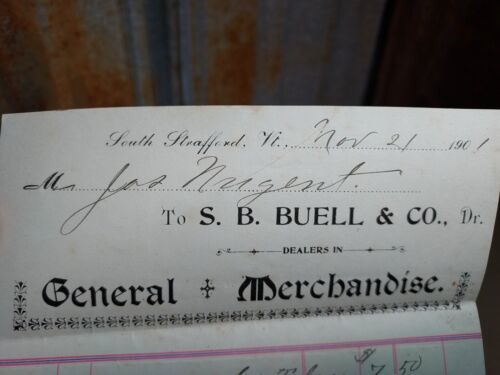 South Strafford, Vt., Nov 21 1901
Mr Jos Nugent.
To S. B. BUELL & CO., Dr.
DEALERS IN
General Merchandise.
$
7 50